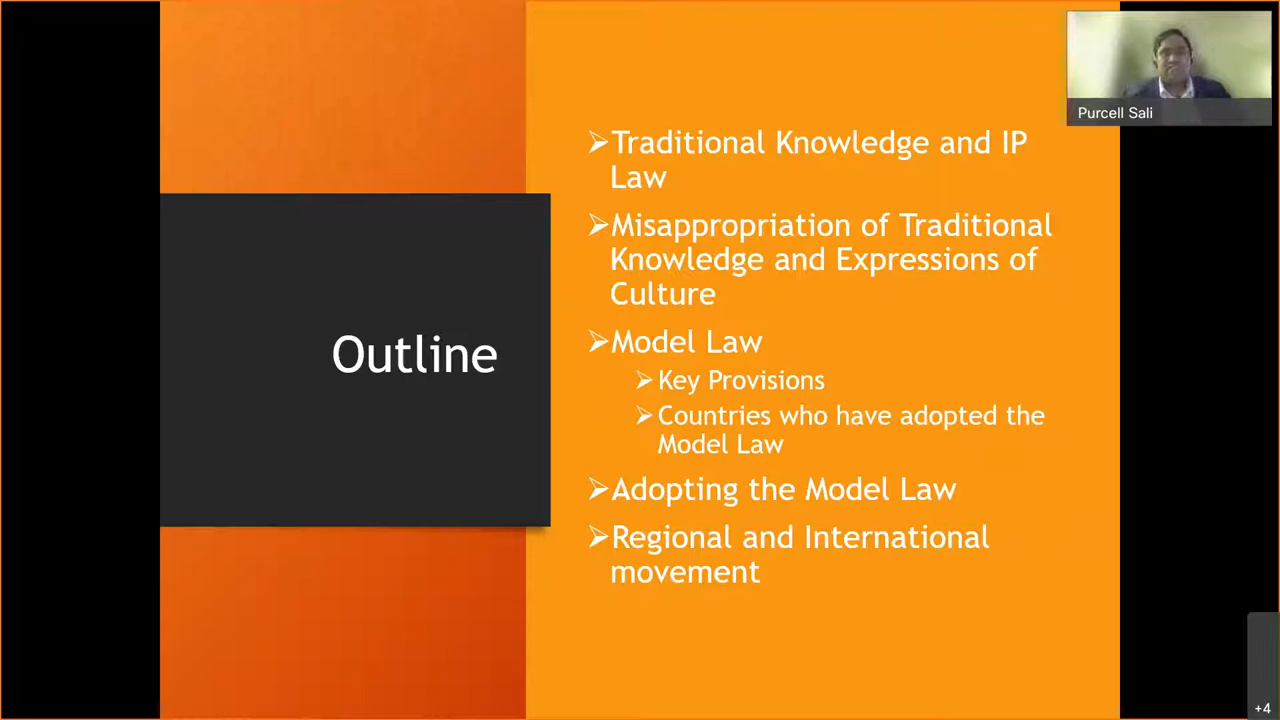 Outline
➢Traditional Knowledge and IP
Law
➢Misappropriation of Traditional
Knowledge and Expressions of
Culture
➢Model Law
➢Key Provisions
➢Countries who have adopted the
Model Law
➢Adopting the Model Law
➢Regional and International
movement
Purcell Sali
+4